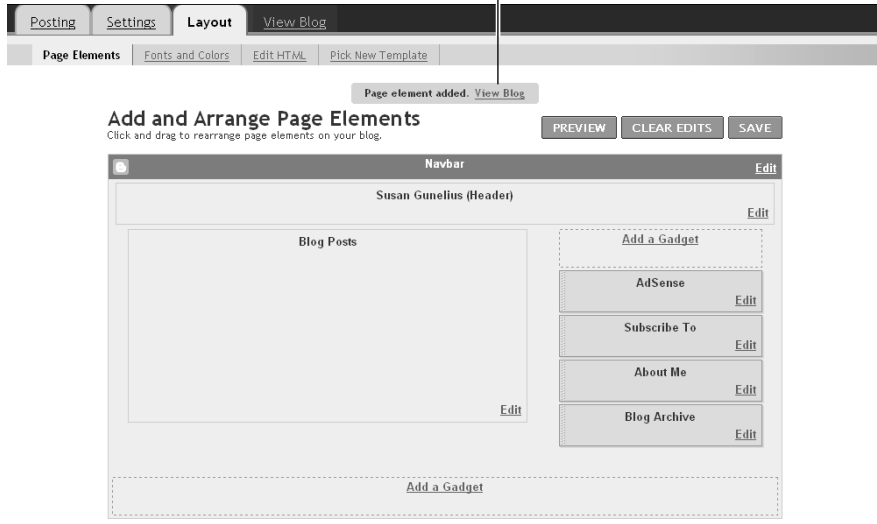 Posting Settings Layout View Blog
Page Elements Fonts and Colors Edit HTML Pick New Template
Page element added. View Blog
Add and Arrange Page Elements
Click and drag to rearrange page elements on your blog.
PREVIEW CLEAR EDITS SAVE
Navbar
Edit
Susan Gunelius (Header)
Edit
Blog Posts
Edit
Add a Gadget
AdSense
Edit
Subscribe To
Edit
About Me
Edit
Blog Archive
Edit
Add a Gadget